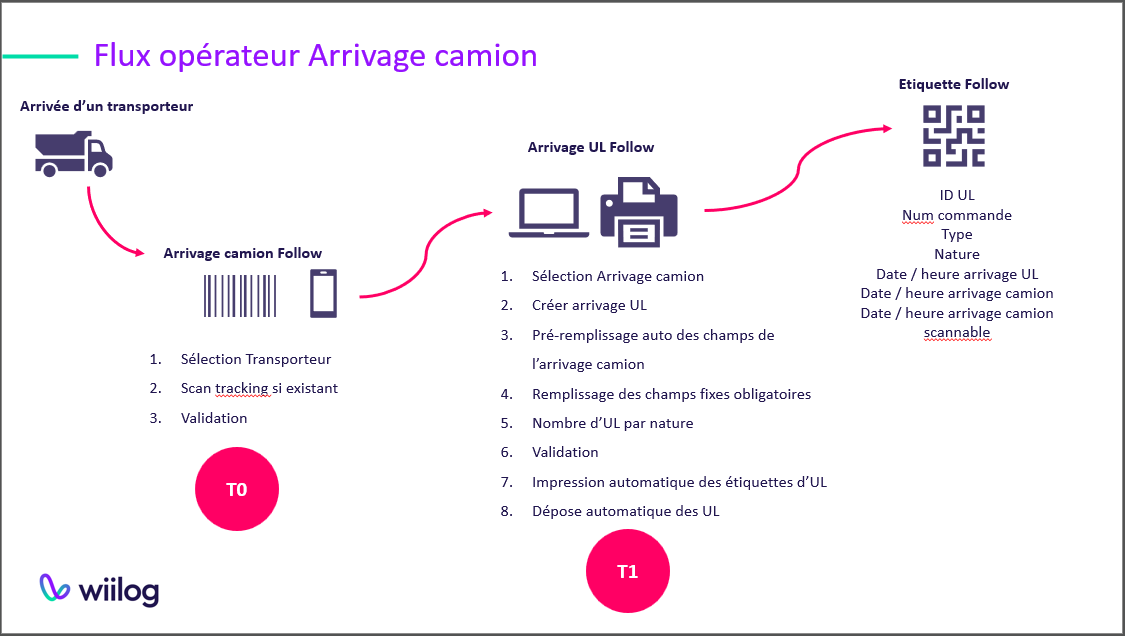 Flux opérateur Arrivage camion
Arrivée d’un transporteur
Arrivage camion Follow
1. Sélection Transporteur
2. Scan tracking si existant
3. Validation
T0
Arrivage UL Follow
1. Sélection Arrivage camion
2. Créer arrivage UL
3. Pré-remplissage auto des champs de
l’arrivage camion
4. Remplissage des champs fixes obligatoires
5. Nombre d’UL par nature
6. Validation
7. Impression automatique des étiquettes d’UL
8. Dépose automatique des UL
T1
Etiquette Follow
ID UL
Num commande
Type
Nature
Date / heure arrivage UL
Date / heure arrivage camion
Date / heure arrivage camion
scannable
wiilog